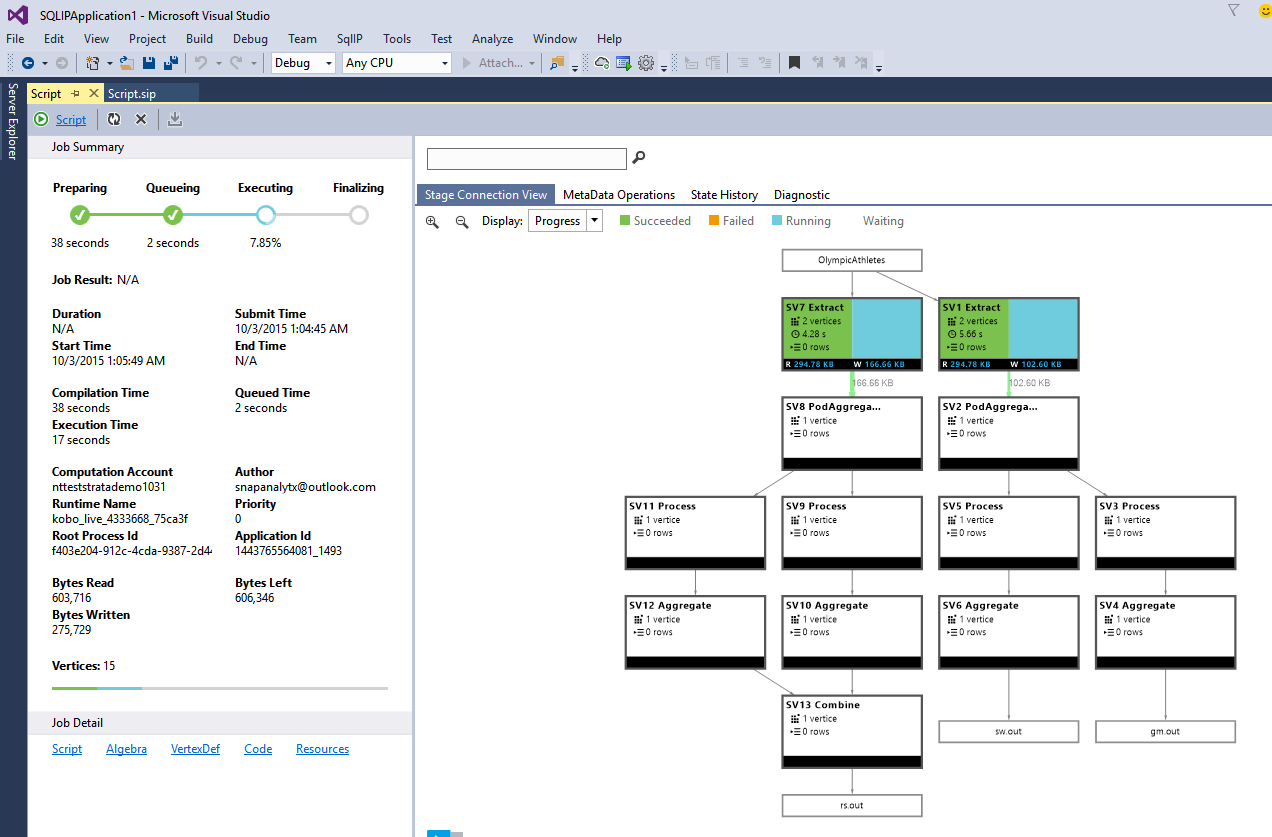 SQLIPApplication1 - Microsoft Visual Studio
File Edit View Project Build Debug Team SqlIP Tools Test Analyze Window Help
Debug Any CPU Attach...
Server Explorer
Script Script.sip
Script
Job Summary
Preparing Queueing Executing Finalizing
38 seconds 2 seconds 7.85%
Job Result: N/A
Duration Submit Time
N/A 10/3/2015 1:04:45 AM
Start Time End Time
10/3/2015 1:05:49 AM N/A
Compilation Time Queued Time
38 seconds 2 seconds
Execution Time
17 seconds
Computation Account Author
ntteststratademo1031 snapanalytx@outlook.com
Runtime Name Priority
kobo_live_4333668_75ca3f 0
Root Process Id Application Id
f403e204-912c-4cda-9387-2d4 1443765564081_1493
Bytes Read Bytes Left
603,716 606,346
Bytes Written
275,729
Vertices: 15
Job Detail
Script Algebra VertexDef Code Resources
Stage Connection View MetaData Operations State History Diagnostic
Display: Progress Succeeded Failed Running Waiting
OlympicAthletes
SV7 Extract SV1 Extract
2 vertices 2 vertices
4.28 s 5.66 s
0 rows 0 rows
R 294.78 KB W 166.66 KB R 294.78 KB W 102.60 KB
166.66 KB 102.60 KB
SV8 PodAggrega... SV2 PodAggrega...
1 vertice 1 vertice
0 rows 0 rows
SV11 Process SV9 Process SV5 Process SV3 Process
1 vertice 1 vertice 1 vertice 1 vertice
0 rows 0 rows 0 rows 0 rows
SV12 Aggregate SV10 Aggregate SV6 Aggregate SV4 Aggregate
1 vertice 1 vertice 1 vertice 1 vertice
0 rows 0 rows 0 rows 0 rows
SV13 Combine
1 vertice
0 rows
sw.out gm.out
rs.out